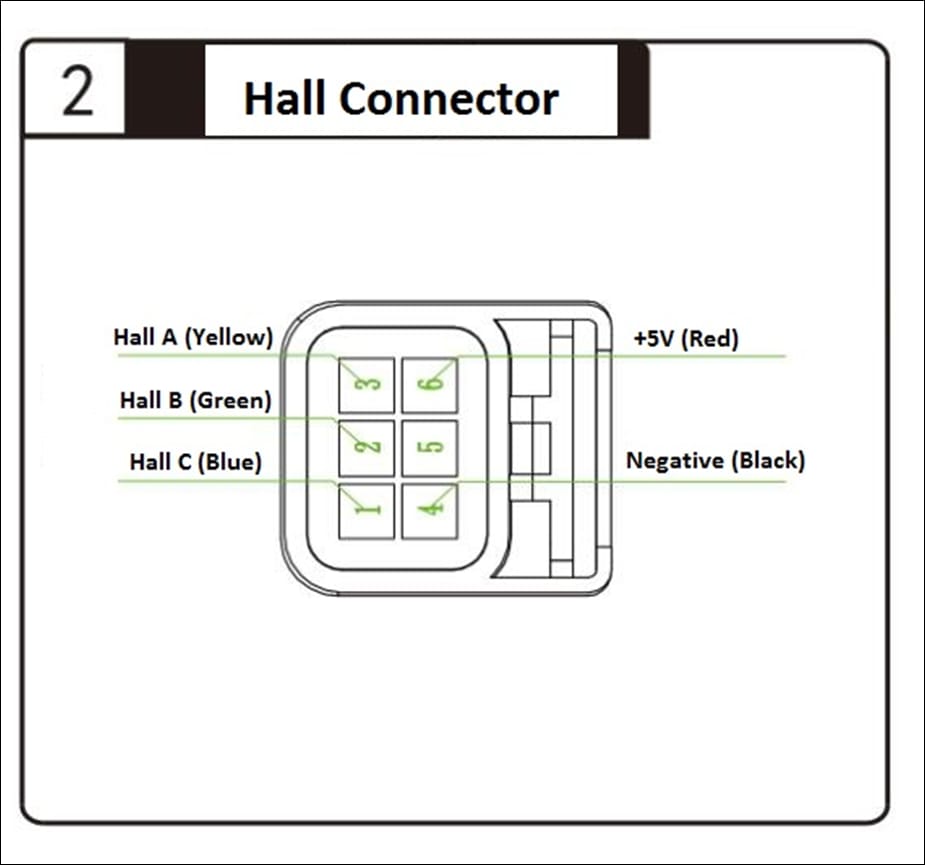 2
Hall Connector
Hall A (Yellow)
+5V (Red)
3
6
Hall B (Green)
2
5
Hall C (Blue)
Negative (Black)
1
4